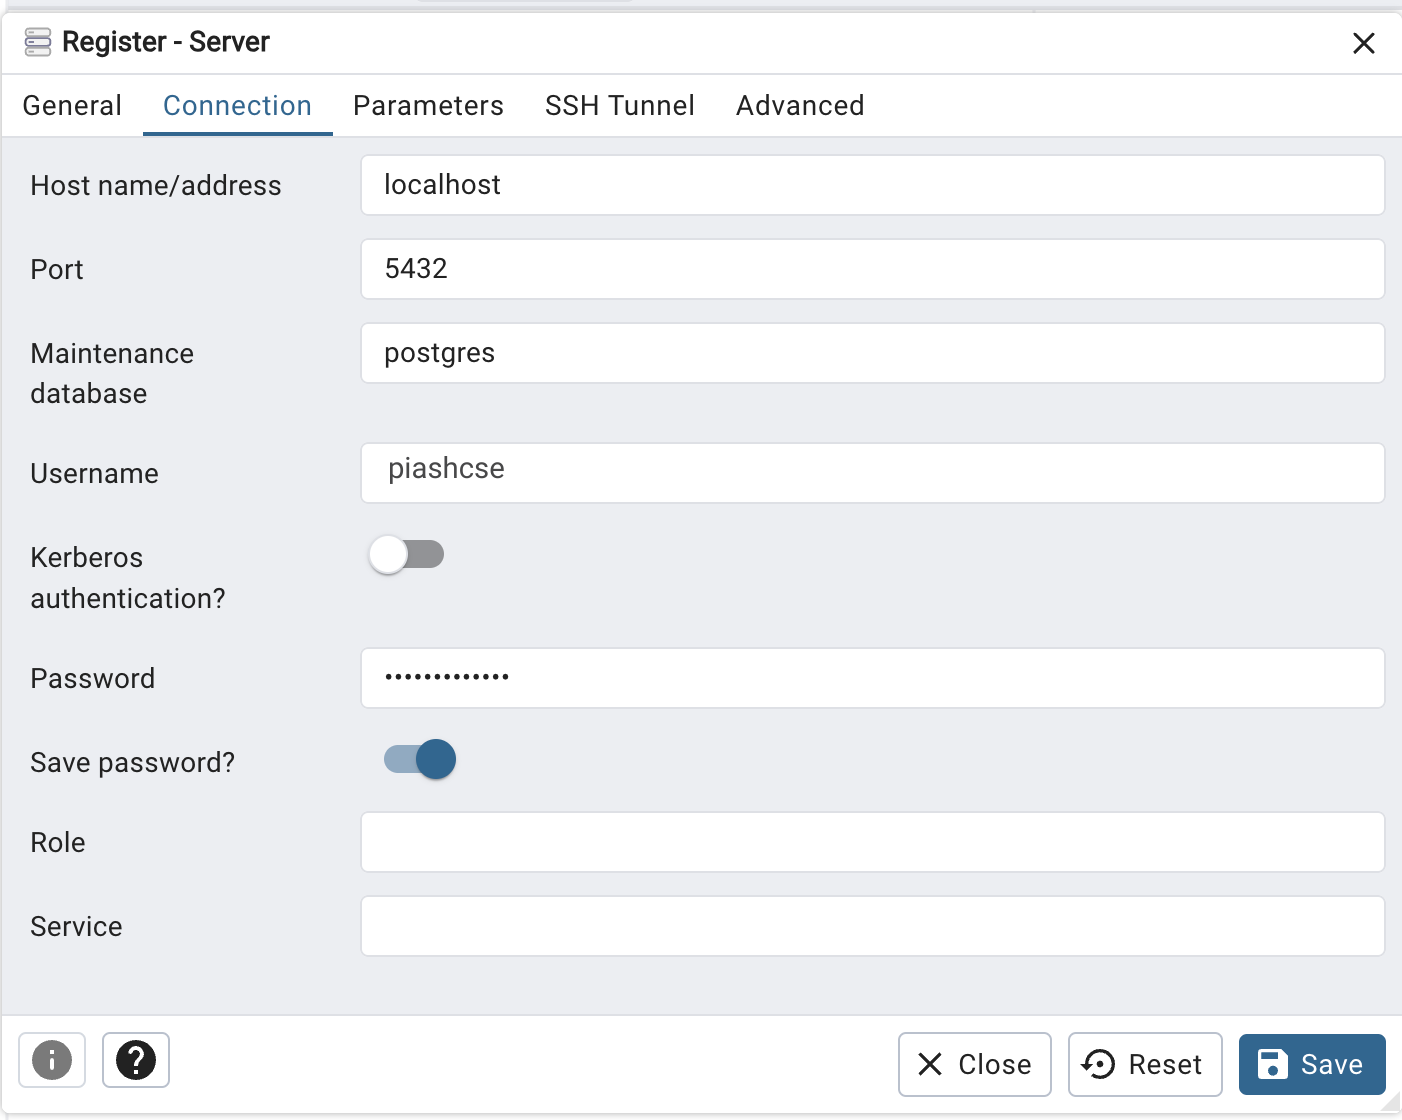 Register - Server
General Connection Parameters SSH Tunnel Advanced
Host name/address localhost
Port 5432
Maintenance database postgres
Username piashcse
Kerberos authentication?
Password •••••••••••••
Save password?
Role
Service
Close Reset Save